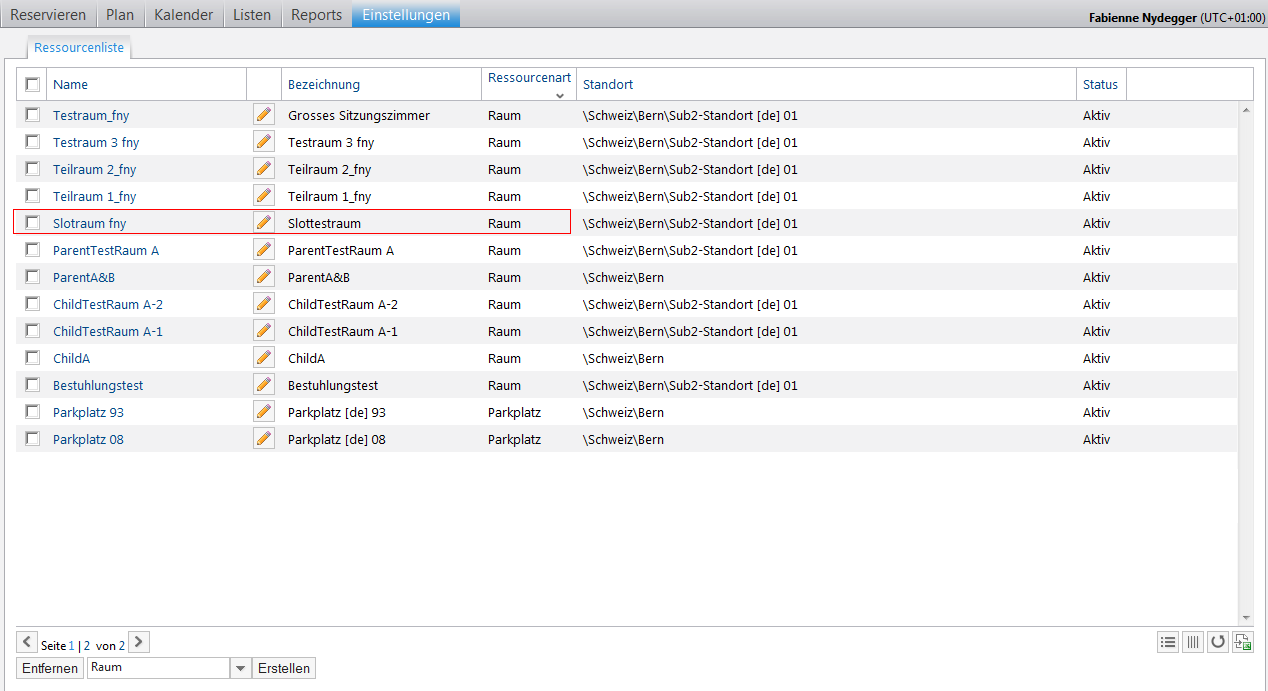 Reservieren Plan Kalender Listen Reports Einstellungen Fabienne Nydegger (UTC+01:00)
Ressourcenliste
Name Bezeichnung Ressourcenart Standort Status
Testraum_fny Grosses Sitzungszimmer Raum \Schweiz\Bern\Sub2-Standort [de] 01 Aktiv
Testraum 3 fny Testraum 3 fny Raum \Schweiz\Bern\Sub2-Standort [de] 01 Aktiv
Teilraum 2_fny Teilraum 2_fny Raum \Schweiz\Bern\Sub2-Standort [de] 01 Aktiv
Teilraum 1_fny Teilraum 1_fny Raum \Schweiz\Bern\Sub2-Standort [de] 01 Aktiv
Slotraum fny Slottestraum Raum \Schweiz\Bern\Sub2-Standort [de] 01 Aktiv
ParentTestRaum A ParentTestRaum A Raum \Schweiz\Bern\Sub2-Standort [de] 01 Aktiv
ParentA&B ParentA&B Raum \Schweiz\Bern Aktiv
ChildTestRaum A-2 ChildTestRaum A-2 Raum \Schweiz\Bern\Sub2-Standort [de] 01 Aktiv
ChildTestRaum A-1 ChildTestRaum A-1 Raum \Schweiz\Bern\Sub2-Standort [de] 01 Aktiv
ChildA ChildA Raum \Schweiz\Bern Aktiv
Bestuhlungstest Bestuhlungstest Raum \Schweiz\Bern\Sub2-Standort [de] 01 Aktiv
Parkplatz 93 Parkplatz [de] 93 Parkplatz \Schweiz\Bern Aktiv
Parkplatz 08 Parkplatz [de] 08 Parkplatz \Schweiz\Bern Aktiv
Seite 1 | 2 von 2
Entfernen Raum Erstellen